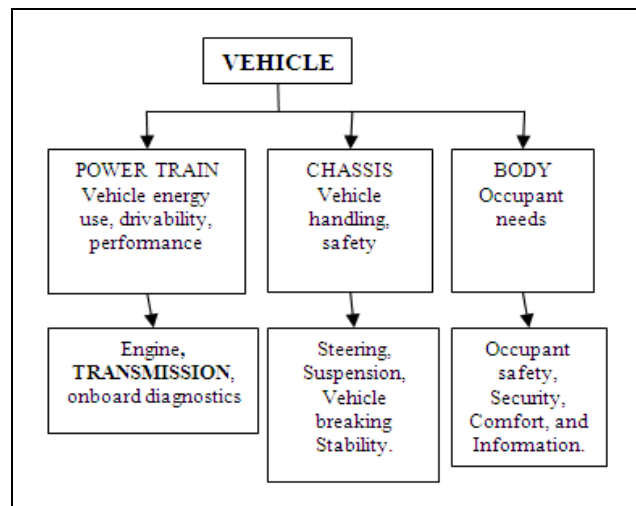 VEHICLE
POWER TRAIN
Vehicle energy
use, drivability,
performance
CHASSIS
Vehicle
handling,
safety
BODY
Occupant
needs
Engine,
TRANSMISSION,
onboard diagnostics
Steering,
Suspension,
Vehicle
breaking
Stability.
Occupant
safety,
Security,
Comfort, and
Information.